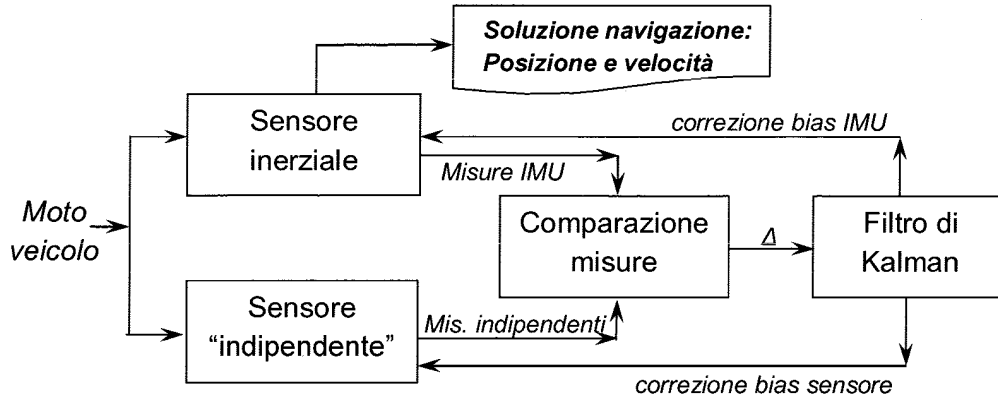 Soluzione navigazione:
Posizione e velocità
Sensore
inerziale
correzione bias IMU
Misure IMU
Moto
veicolo
Comparazione
misure
Δ
Filtro di
Kalman
Sensore
“indipendente”
Mis. indipendenti
correzione bias sensore